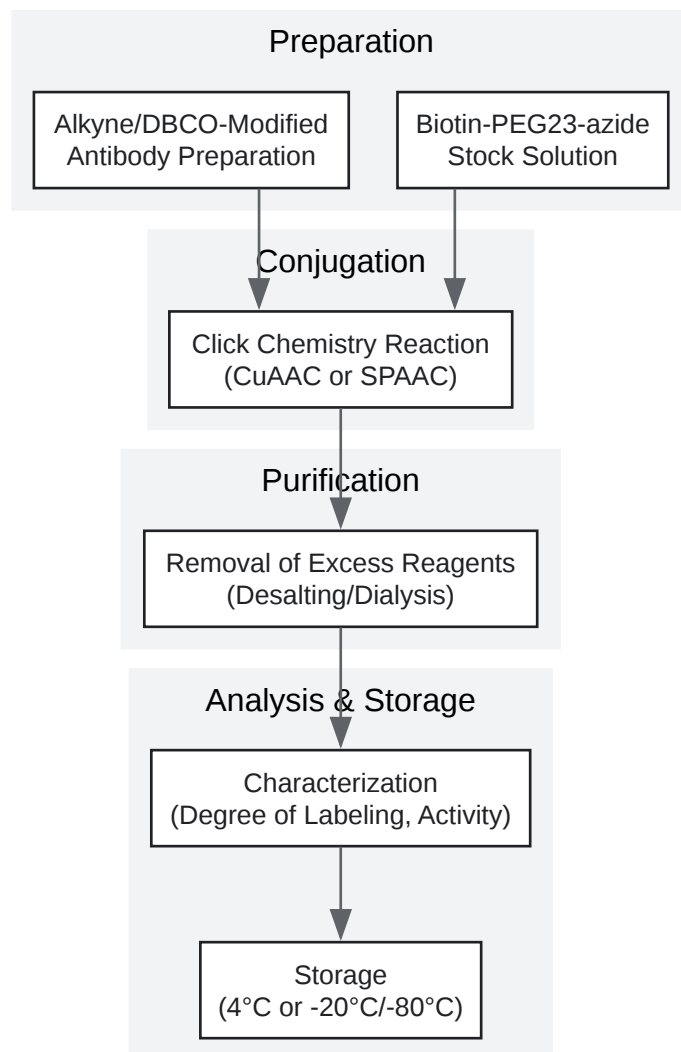 Preparation
Alkyne/DBCO-Modified
Antibody Preparation
Biotin-PEG23-azide
Stock Solution
Conjugation
Click Chemistry Reaction
(CuAAC or SPAAC)
Purification
Removal of Excess Reagents
(Desalting/Dialysis)
Analysis & Storage
Characterization
(Degree of Labeling, Activity)
Storage
(4°C or -20°C/-80°C)